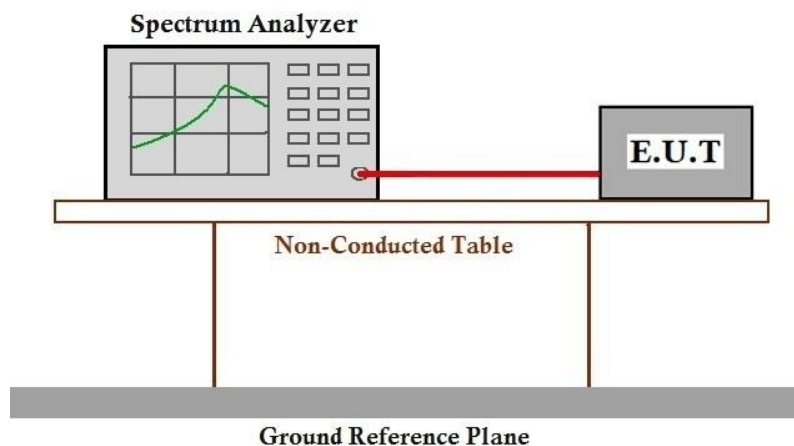 Spectrum Analyzer
E.U.T
Non-Conducted Table
Ground Reference Plane